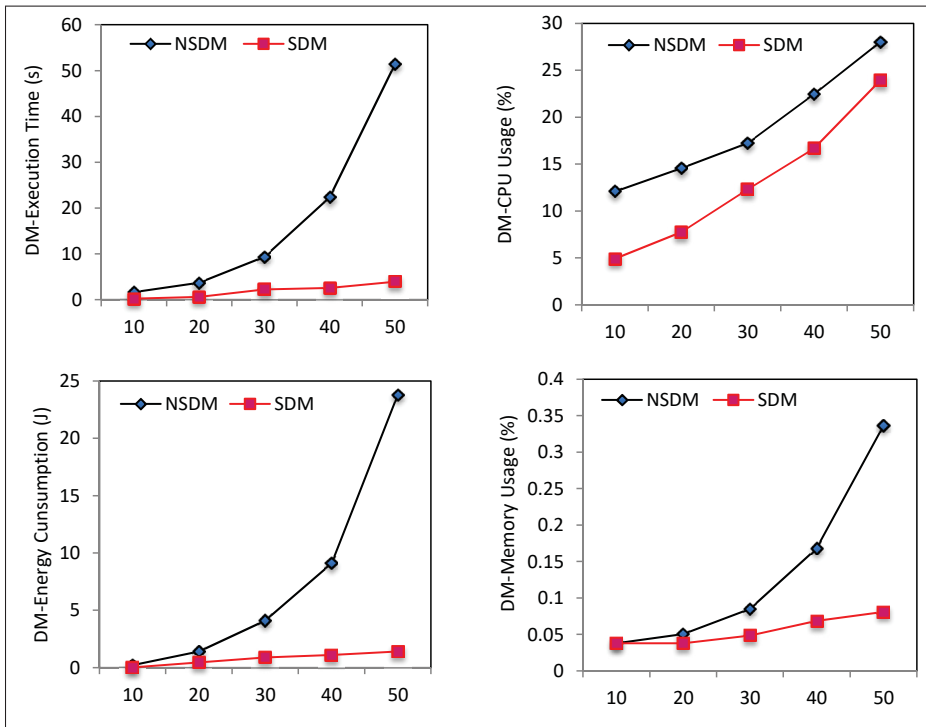 DM-Execution Time (s)
60
50
40
30
20
10
0
NSDM SDM
10 20 30 40 50
DM-CPU Usage (%)
30
25
20
15
10
5
0
NSDM SDM
10 20 30 40 50
DM-Energy Cunsumption (J)
25
20
15
10
5
0
NSDM SDM
10 20 30 40 50
DM-Memory Usage (%)
0.4
0.35
0.3
0.25
0.2
0.15
0.1
0.05
0
NSDM SDM
10 20 30 40 50